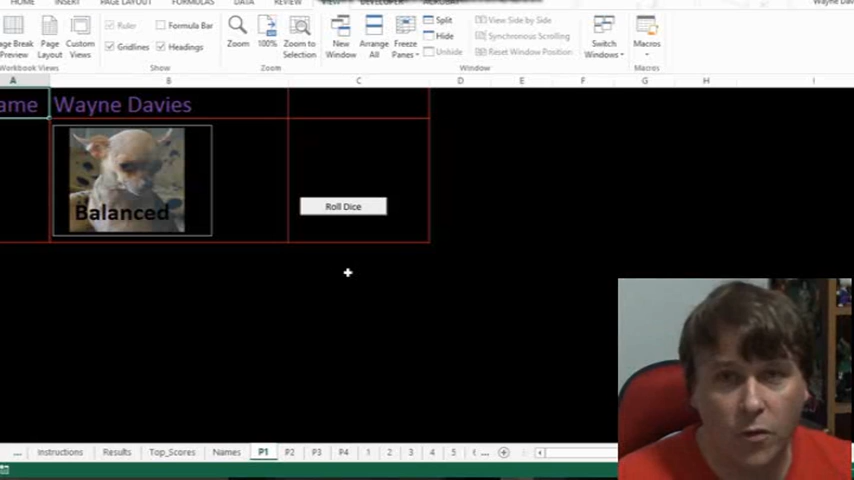 HOME
PAGE LAYOUT
FORMULAS
DATA
REVIEW
VIEW
Wayne Davi
Page Break
Preview
Page
Layout
Custom
Views
Workbook Views
Ruler
Formula Bar
Gridlines
Headings
Show
Zoom
100%
Zoom to
Selection
Zoom
New
Window
Arrange
All
Freeze
Panes
Split
Hide
Unhide
View Side by Side
Synchronous Scrolling
Reset Window Position
Window
Switch
Windows
Macros
Macros
A B C D E F G H I
ame Wayne Davies
Balanced
Roll Dice
... Instructions Results Top_Scores Names P1 P2 P3 P4 1 2 3 4 5 ...